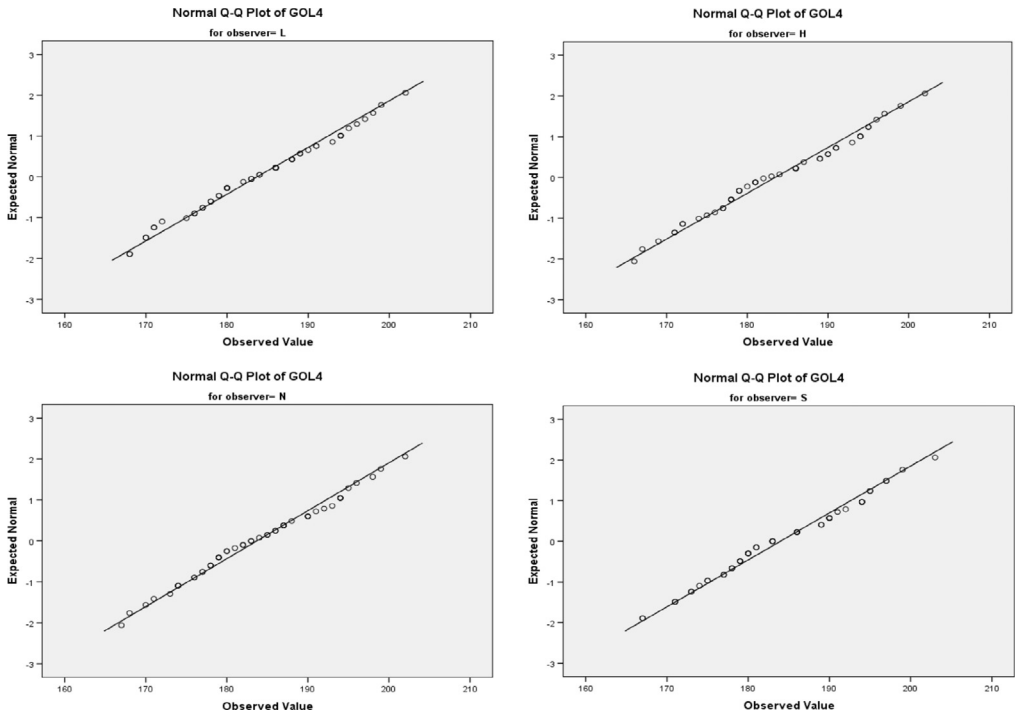 Normal Q-Q Plot of GOL4
for observer= L
Expected Normal
3
2
1
0
-1
-2
-3
160 170 180 190 200 210
Observed Value
Normal Q-Q Plot of GOL4
for observer= H
Expected Normal
3
2
1
0
-1
-2
-3
160 170 180 190 200 210
Observed Value
Normal Q-Q Plot of GOL4
for observer= N
Expected Normal
3
2
1
0
-1
-2
-3
160 170 180 190 200 210
Observed Value
Normal Q-Q Plot of GOL4
for observer= S
Expected Normal
3
2
1
0
-1
-2
-3
160 170 180 190 200 210
Observed Value